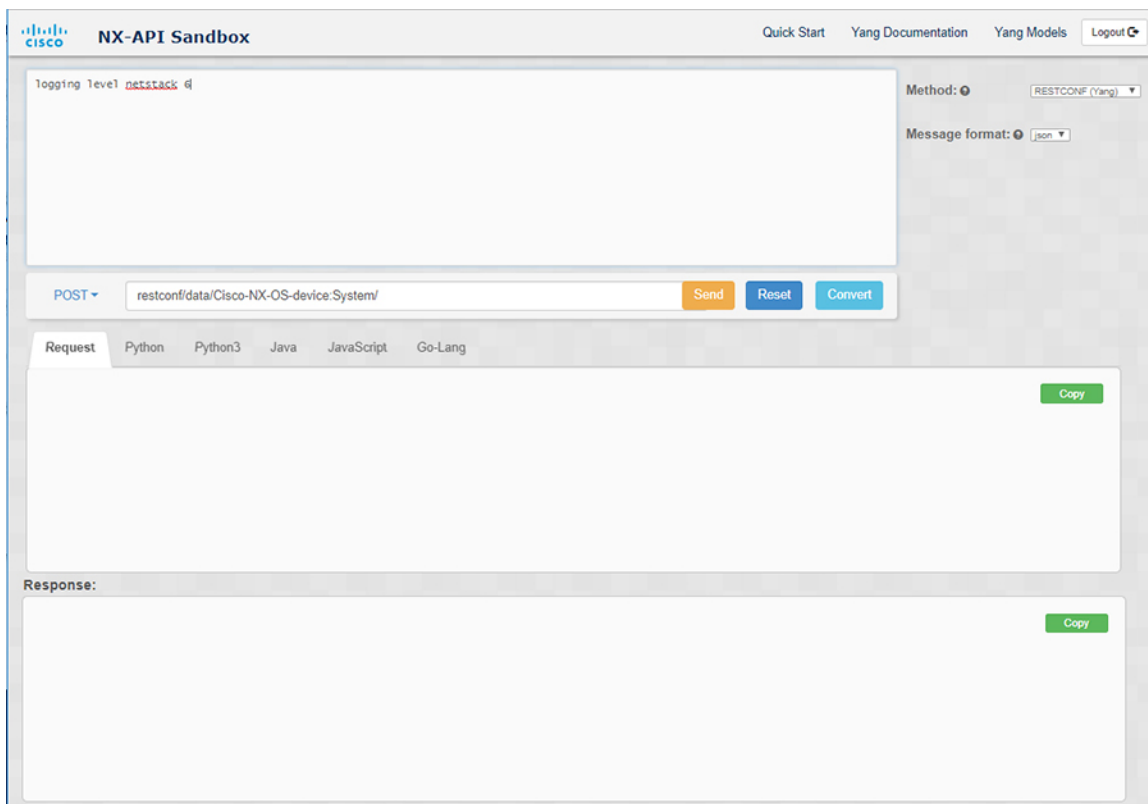 CISCO NX-API Sandbox Quick Start Yang Documentation Yang Models Logout
logging level netstack 6
Method: RESTCONF (Yang)
Message format: json
POST restconf/data/Cisco-NX-OS-device:System/ Send Reset Convert
Request Python Python3 Java JavaScript Go-Lang
Copy
Response:
Copy